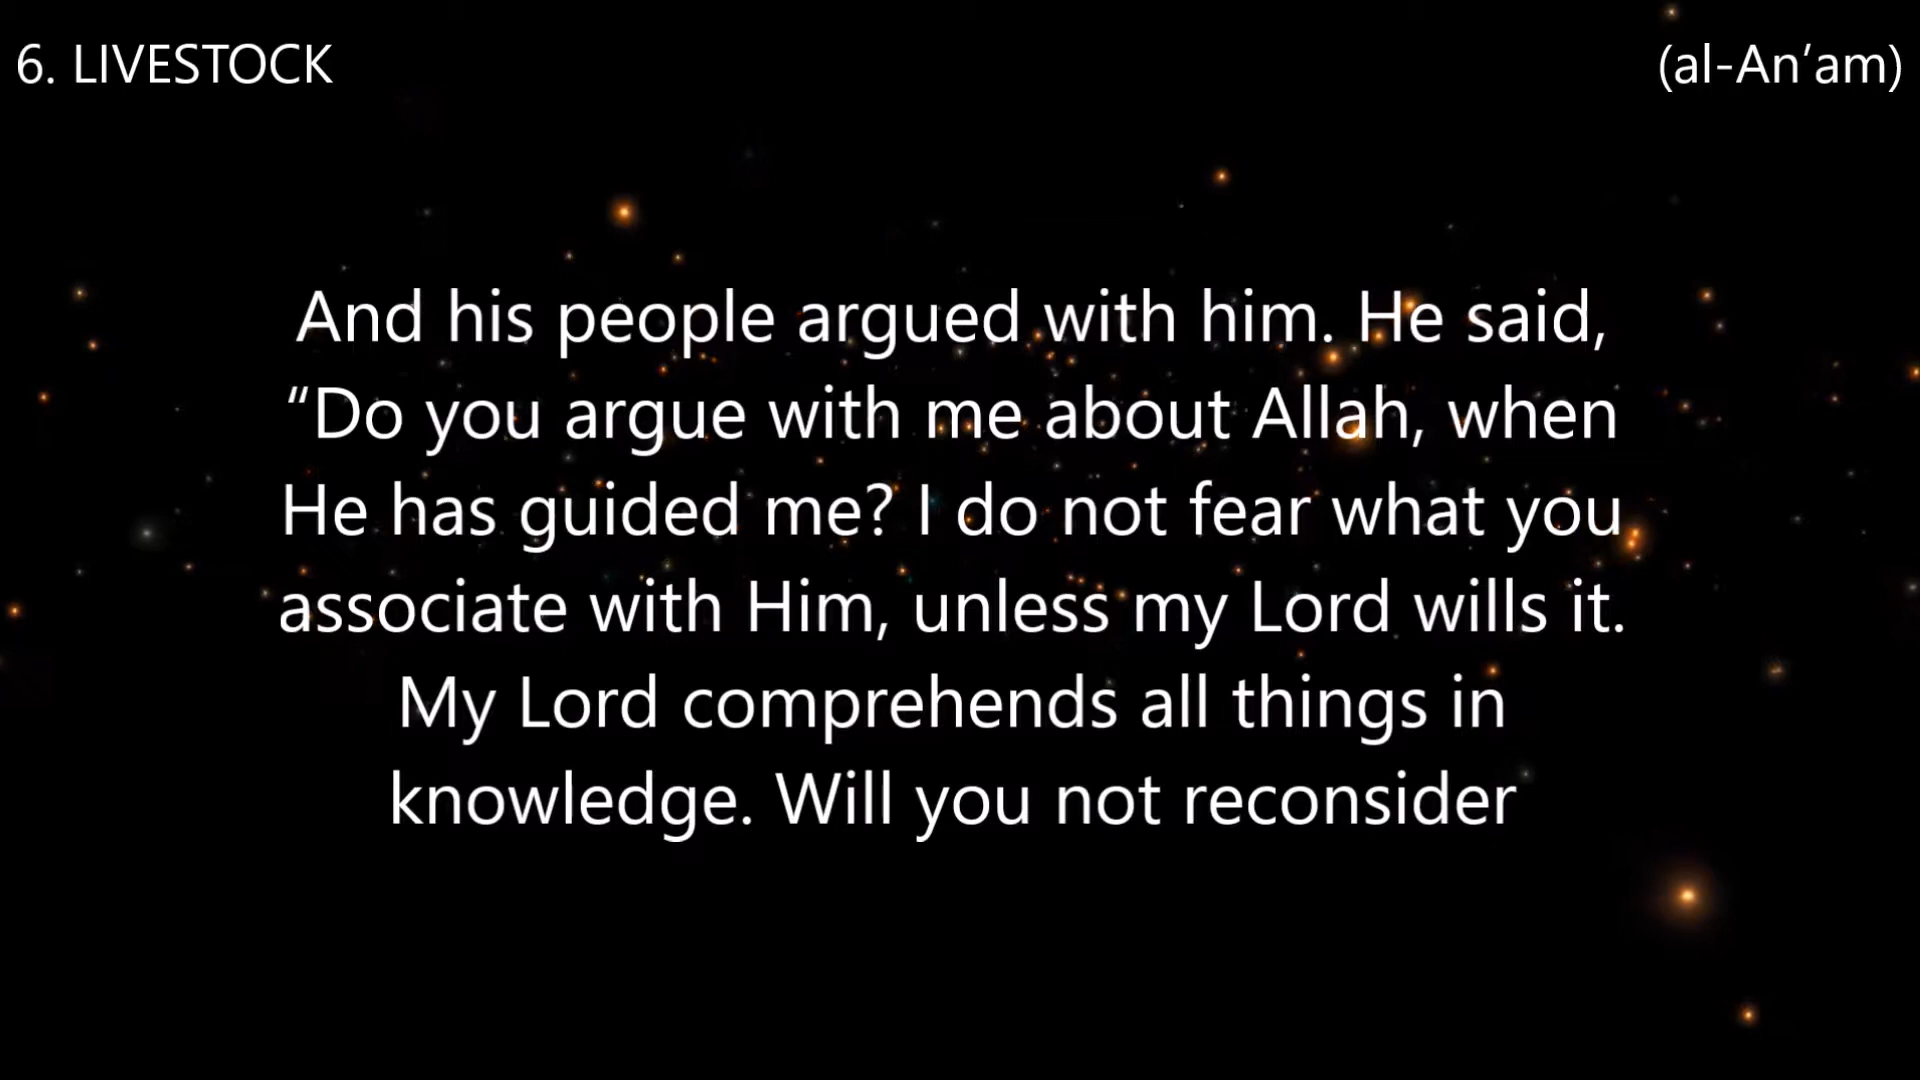 6. LIVESTOCK
(al-An’am)
And his people argued with him. He said,
“Do you argue with me about Allah, when
He has guided me? I do not fear what you
associate with Him, unless my Lord wills it.
My Lord comprehends all things in
knowledge. Will you not reconsider